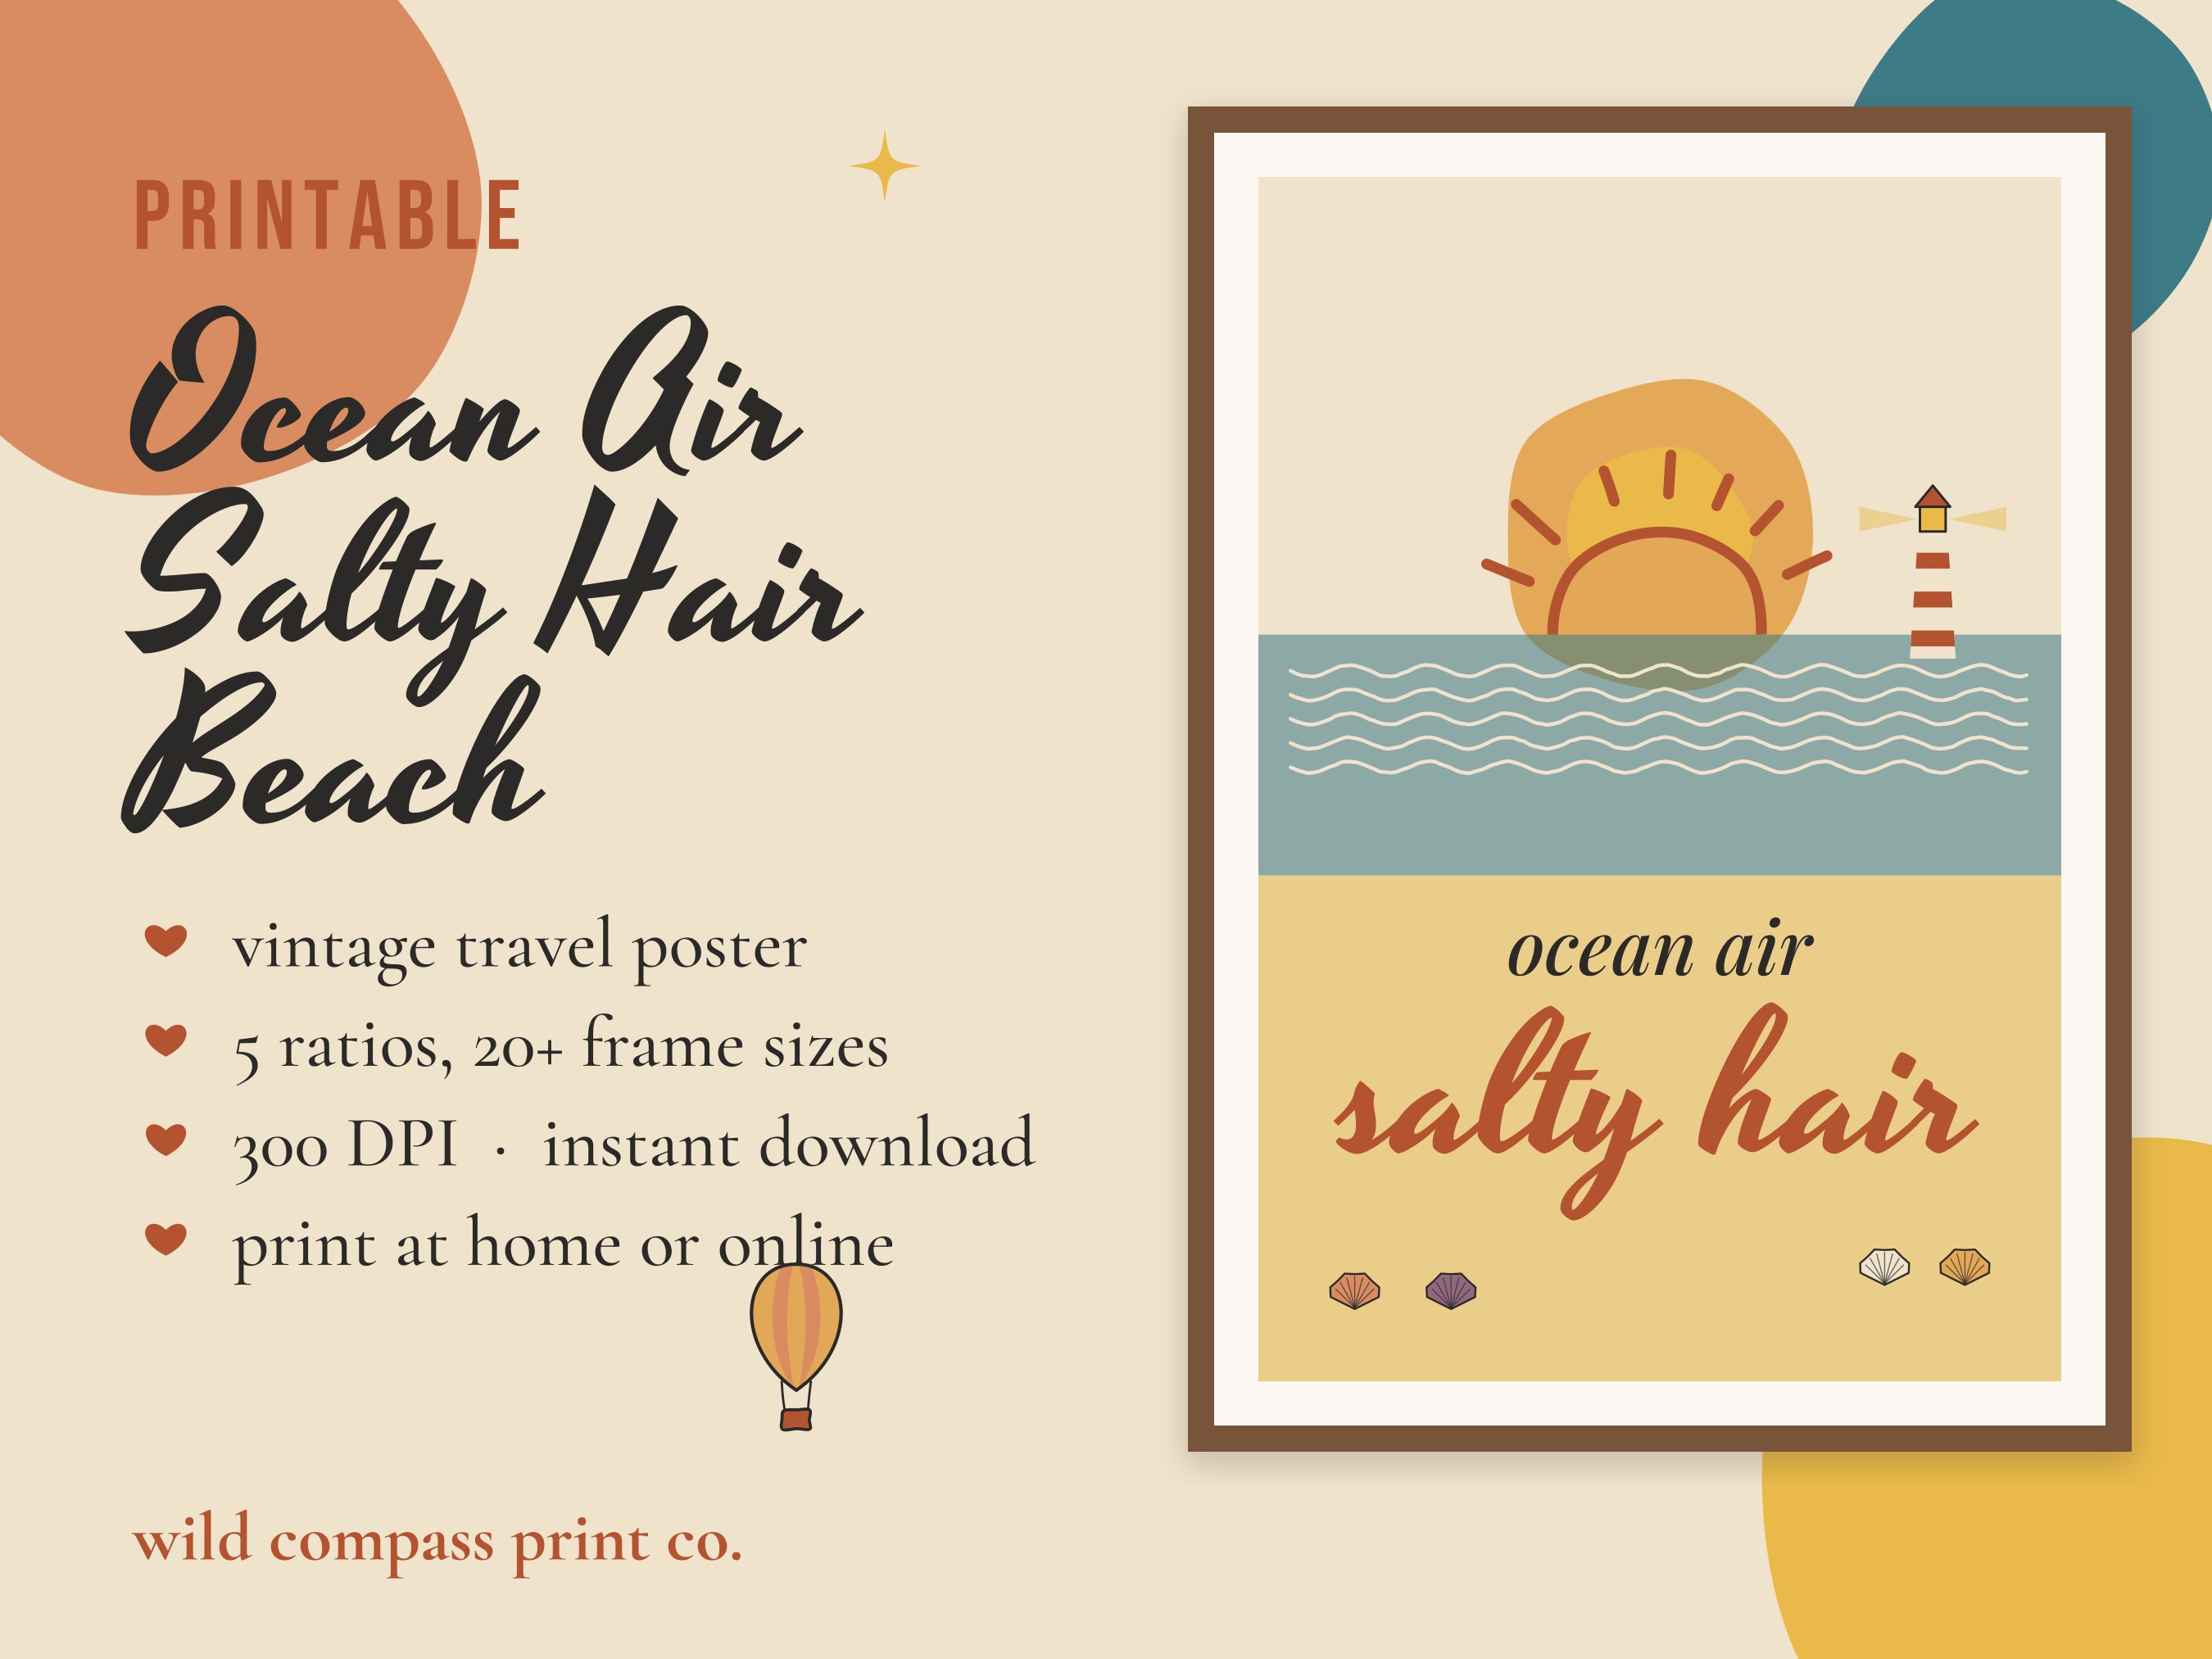 PRINTABLE
Ocean Air
Salty Hair
Beach
vintage travel poster
5 ratios, 20+ frame sizes
300 DPI · instant download
print at home or online
wild compass print co.
ocean air
salty hair